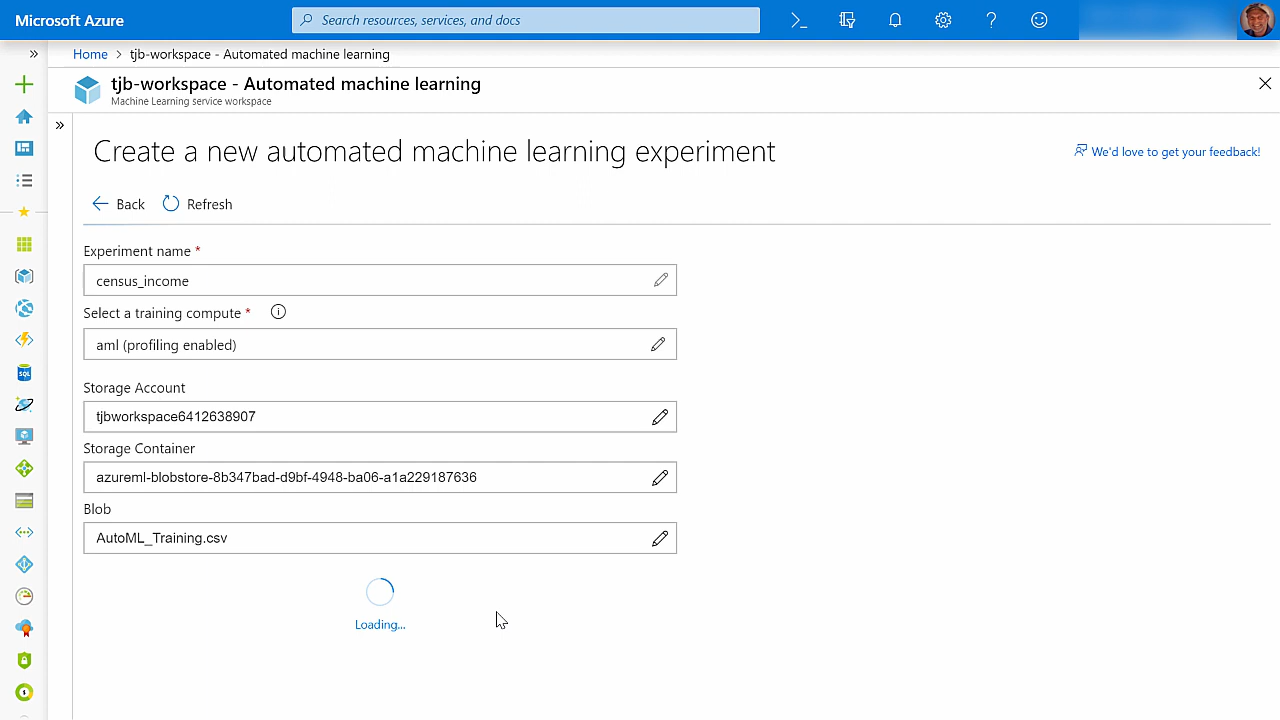 Microsoft Azure
Search resources, services, and docs
Home > tjb-workspace - Automated machine learning
tjb-workspace - Automated machine learning
Machine Learning service workspace
Create a new automated machine learning experiment
We'd love to get your feedback!
Back
Refresh
Experiment name *
census_income
Select a training compute *
aml (profiling enabled)
Storage Account
tjbworkspace6412638907
Storage Container
azureml-blobstore-8b347bad-d9bf-4948-ba06-a1a229187636
Blob
AutoML_Training.csv
Loading...